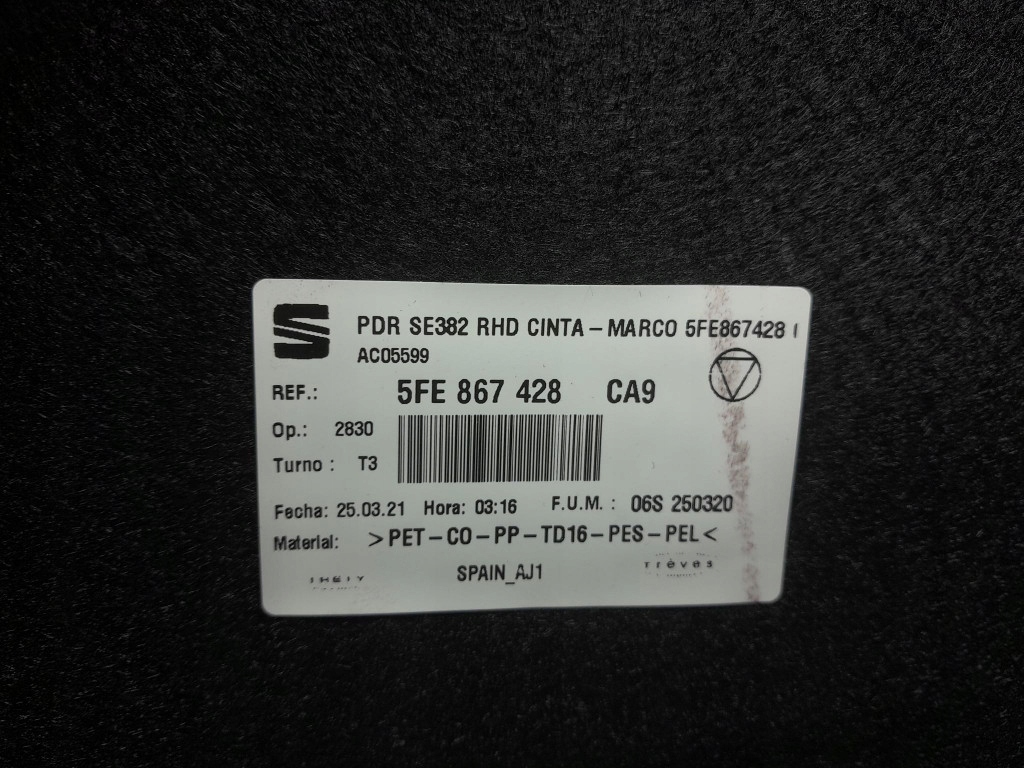 PDR SE382 RHD CINTA – MARCO 5FE867428
AC05599
REF.: 5FE 867 428 CA9
Op.: 2830
Turno : T3
Fecha: 25.03.21 Hora: 03:16 F.U.M. : 06S 250320
Material: >PET–CO–PP–TD16–PES–PEL<
SPAIN_AJ1 Trèves